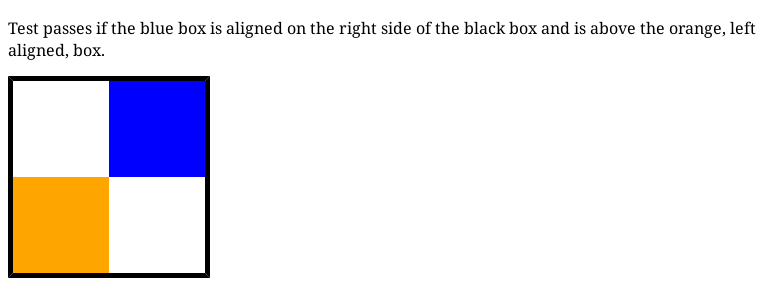 Test passes if the blue box is aligned on the right side of the black box and is above the orange, left
aligned, box.